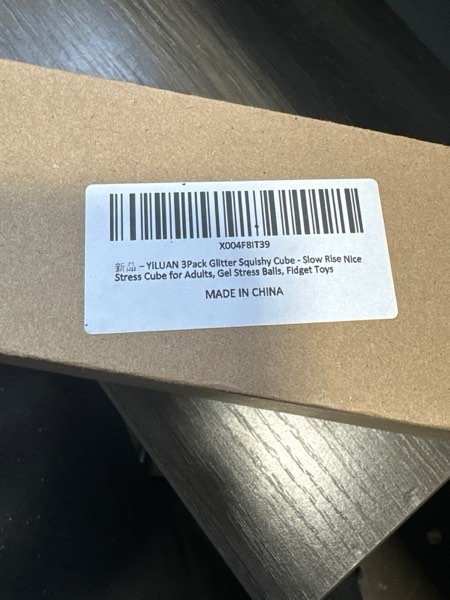 X004F8IT39
新品 – YiLUAN 3Pack Glitter Squishy Cube - Slow Rise Nice
Stress Cube for Adults, Gel Stress Balls, Fidget Toys
MADE IN CHINA